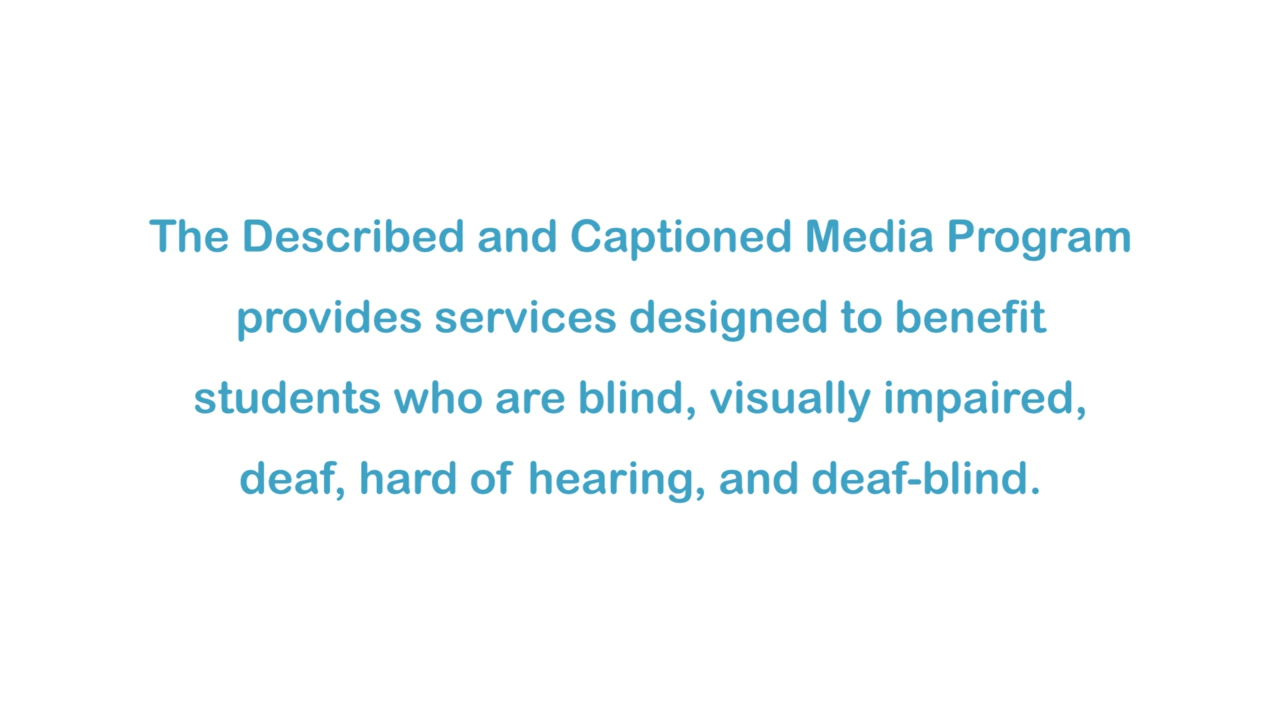 The Described and Captioned Media Program
provides services designed to benefit
students who are blind, visually impaired,
deaf, hard of hearing, and deaf-blind.